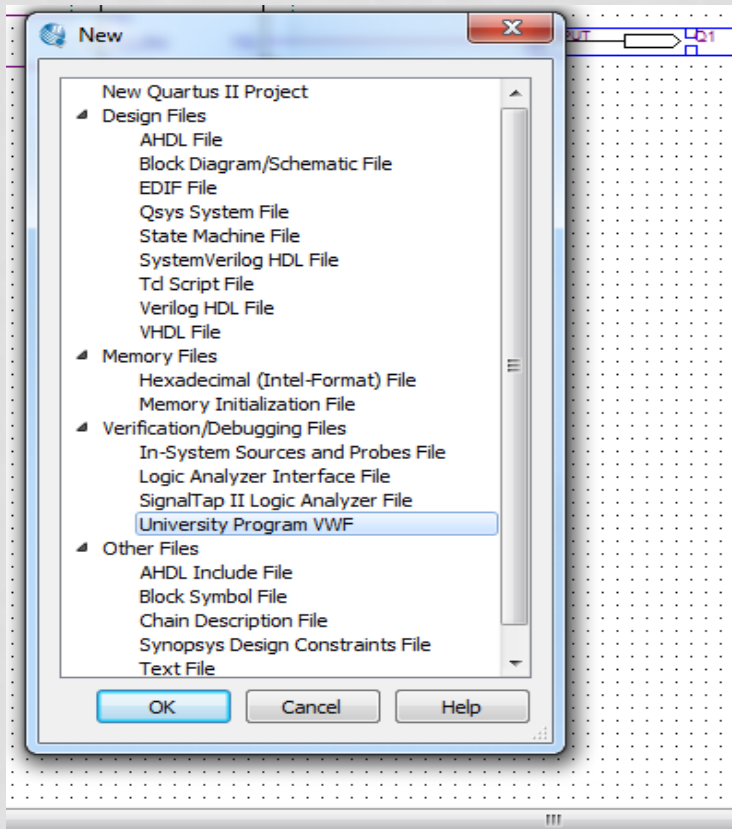 New
PUT
Q1
New Quartus II Project
Design Files
AHDL File
Block Diagram/Schematic File
EDIF File
Qsys System File
State Machine File
SystemVerilog HDL File
Tcl Script File
Verilog HDL File
VHDL File
Memory Files
Hexadecimal (Intel-Format) File
Memory Initialization File
Verification/Debugging Files
In-System Sources and Probes File
Logic Analyzer Interface File
SignalTap II Logic Analyzer File
University Program VWF
Other Files
AHDL Include File
Block Symbol File
Chain Description File
Synopsys Design Constraints File
Text File
OK Cancel Help